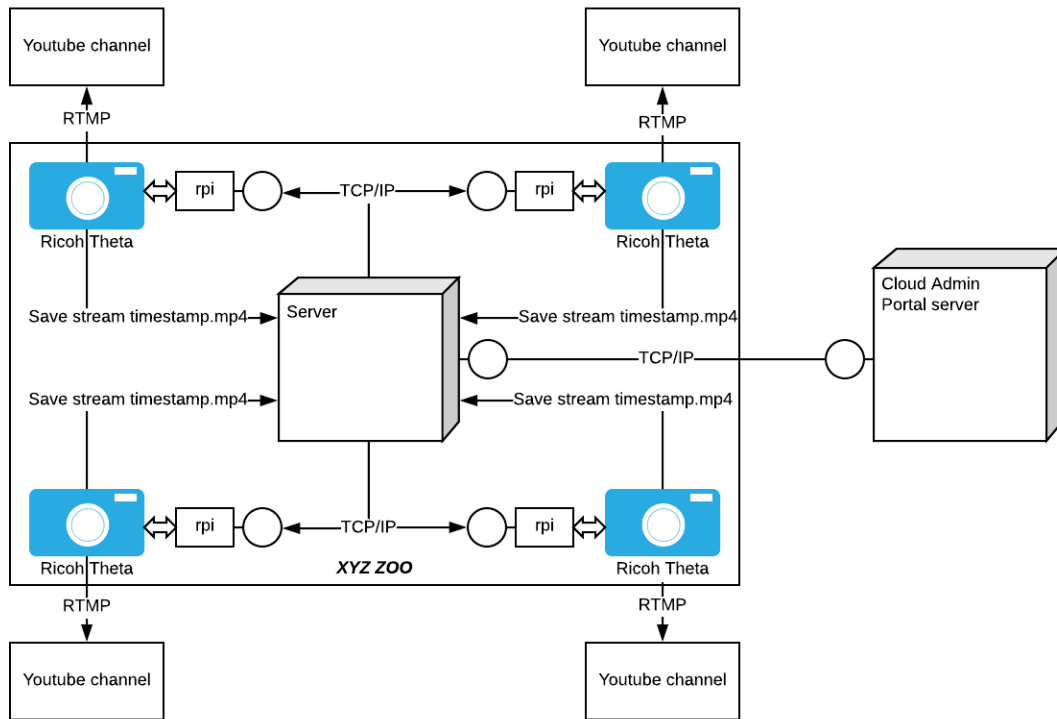 Youtube channel
Youtube channel
RTMP
RTMP
rpi
TCP/IP
rpi
Ricoh Theta
Ricoh Theta
Cloud Admin
Portal server
Server
Save stream timestamp.mp4
Save stream timestamp.mp4
TCP/IP
Save stream timestamp.mp4
Save stream timestamp.mp4
rpi
TCP/IP
rpi
Ricoh Theta
XYZ ZOO
Ricoh Theta
RTMP
RTMP
Youtube channel
Youtube channel